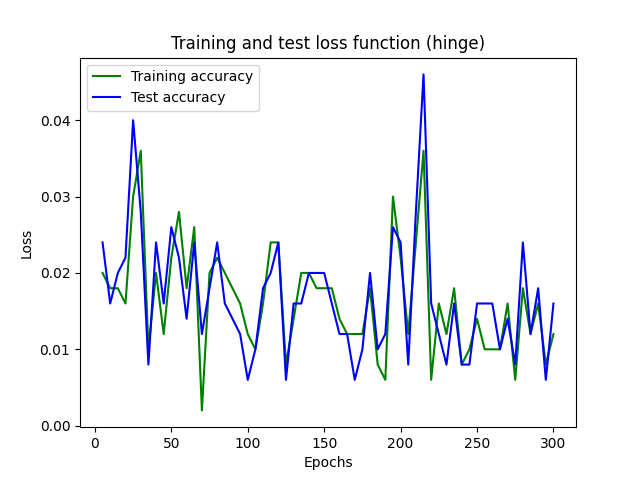 Training and test loss function (hinge)
Training accuracy
Test accuracy
0.04
0.03
0.02
0.01
0.00
Loss
0
50
100
150
200
250
300
Epochs